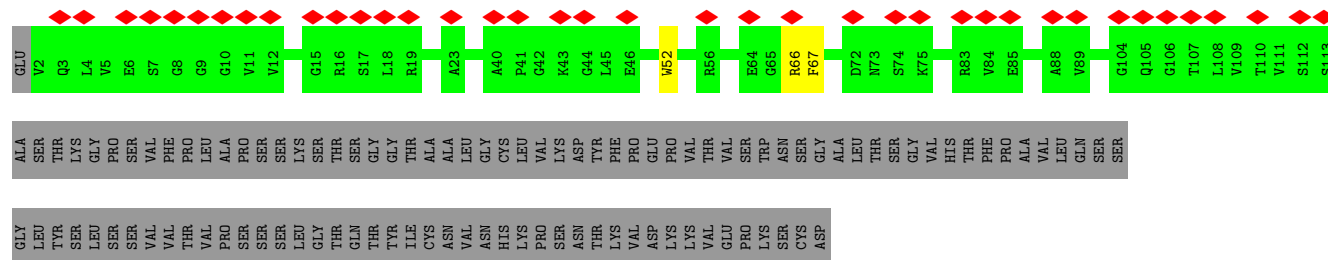 GLU V2 Q3 L4 V5 E6 S7 G8 G9 G10 V11 V12 G15 R16 S17 L18 R19 A23 A40 P41 G42 K43 G44 L45 E46 W52 R56 E64 G65 R66 F67 D72 N73 S74 K75 R83 V84 E85 A88 V89 G104 Q105 G106 T107 L108 V109 T110 V111 S112 S113
ALA SER THR LYS GLY PRO SER VAL PHE PRO LEU ALA PRO SER SER LYS SER THR SER GLY GLY THR ALA ALA LEU GLY CYS LEU VAL LYS ASP TYR PHE PRO GLU PRO VAL THR VAL SER TRP ASN SER GLY ALA LEU THR SER GLY VAL HIS THR PHE PRO ALA VAL LEU GLN SER SER
GLY LEU TYR SER LEU SER SER VAL VAL THR VAL PRO SER SER SER LEU GLY THR GLN THR TYR ILE CYS ASN VAL ASN HIS LYS PRO SER ASN THR LYS VAL ASP LYS LYS VAL GLU PRO LYS SER CYS ASP